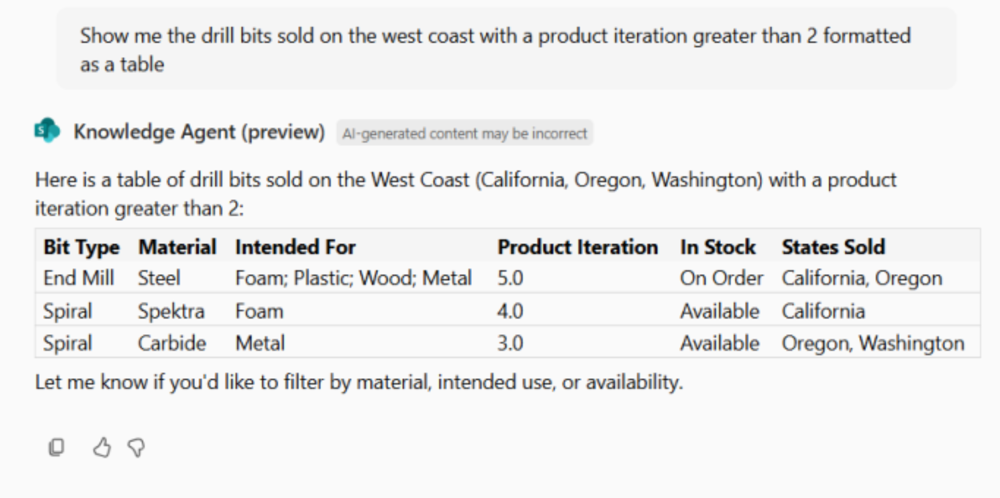 Show me the drill bits sold on the west coast with a product iteration greater than 2 formatted
as a table
S
Knowledge Agent (preview) AI-generated content may be incorrect
Here is a table of drill bits sold on the West Coast (California, Oregon, Washington) with a product
iteration greater than 2:
Bit Type Material Intended For Product Iteration In Stock States Sold
End Mill Steel Foam; Plastic; Wood; Metal 5.0 On Order California, Oregon
Spiral Spektra Foam 4.0 Available California
Spiral Carbide Metal 3.0 Available Oregon, Washington
Let me know if you'd like to filter by material, intended use, or availability.